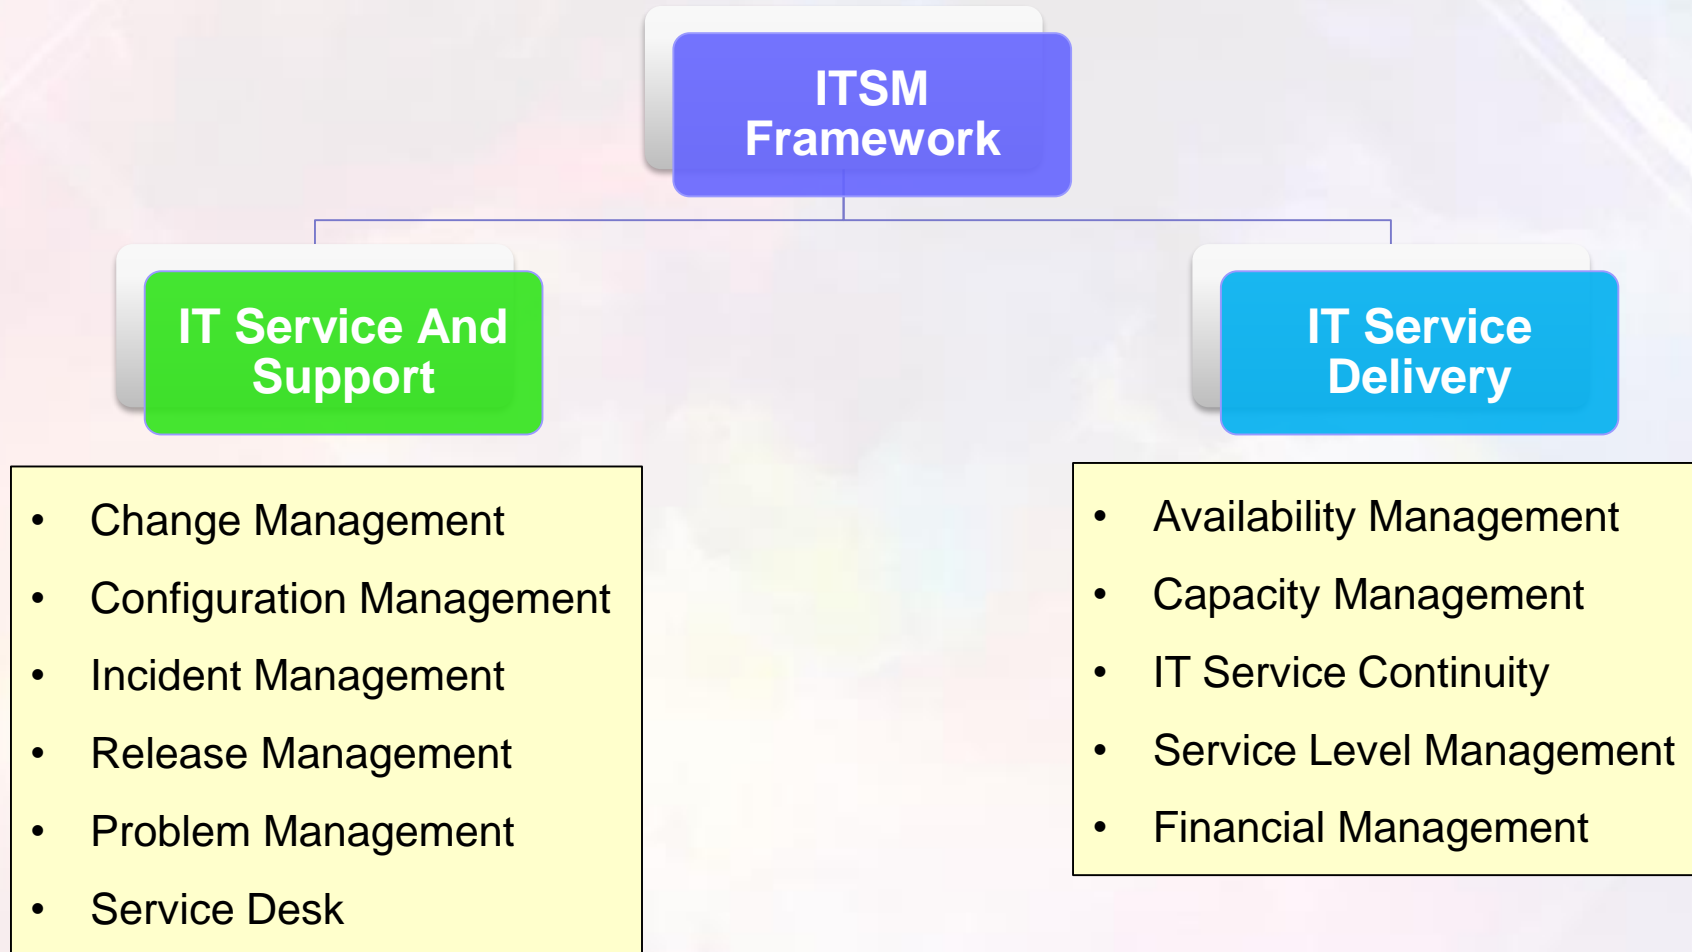 ITSM
Framework
IT Service And
Support
IT Service
Delivery
• Change Management
• Configuration Management
• Incident Management
• Release Management
• Problem Management
• Service Desk
• Availability Management
• Capacity Management
• IT Service Continuity
• Service Level Management
• Financial Management